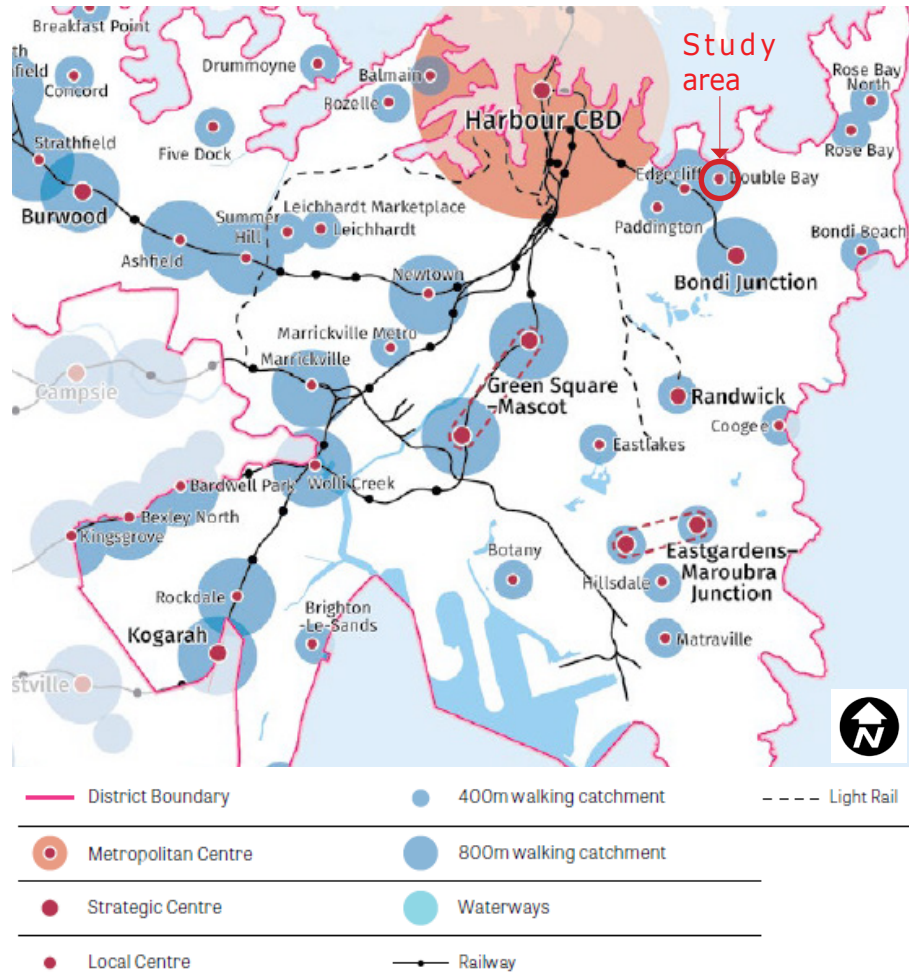 Breakfast Point
Concord
Drummoyne
Balmain
Rozelle
Study
area
Rose Bay
North
Rose Bay
Harbour CBD
Five Dock
Strathfield
Burwood
Edgecliff
Double Bay
Paddington
Leichhardt Marketplace
Summer
Hill
Leichhardt
Ashfield
Bondi Beach
Bondi Junction
Newtown
Marrickville Metro
Marrickville
Campsie
Green Square
-Mascot
Randwick
Coogee
Eastlakes
Bardwell Park
Wolli Creek
Bexley North
Kingsgrove
Botany
Eastgardens-
Maroubra
Junction
Hillsdale
Rockdale
Brighton
-Le-Sands
Kogarah
Matraville
stville
N
District Boundary
400m walking catchment
Light Rail
Metropolitan Centre
800m walking catchment
Strategic Centre
Waterways
Local Centre
Railway